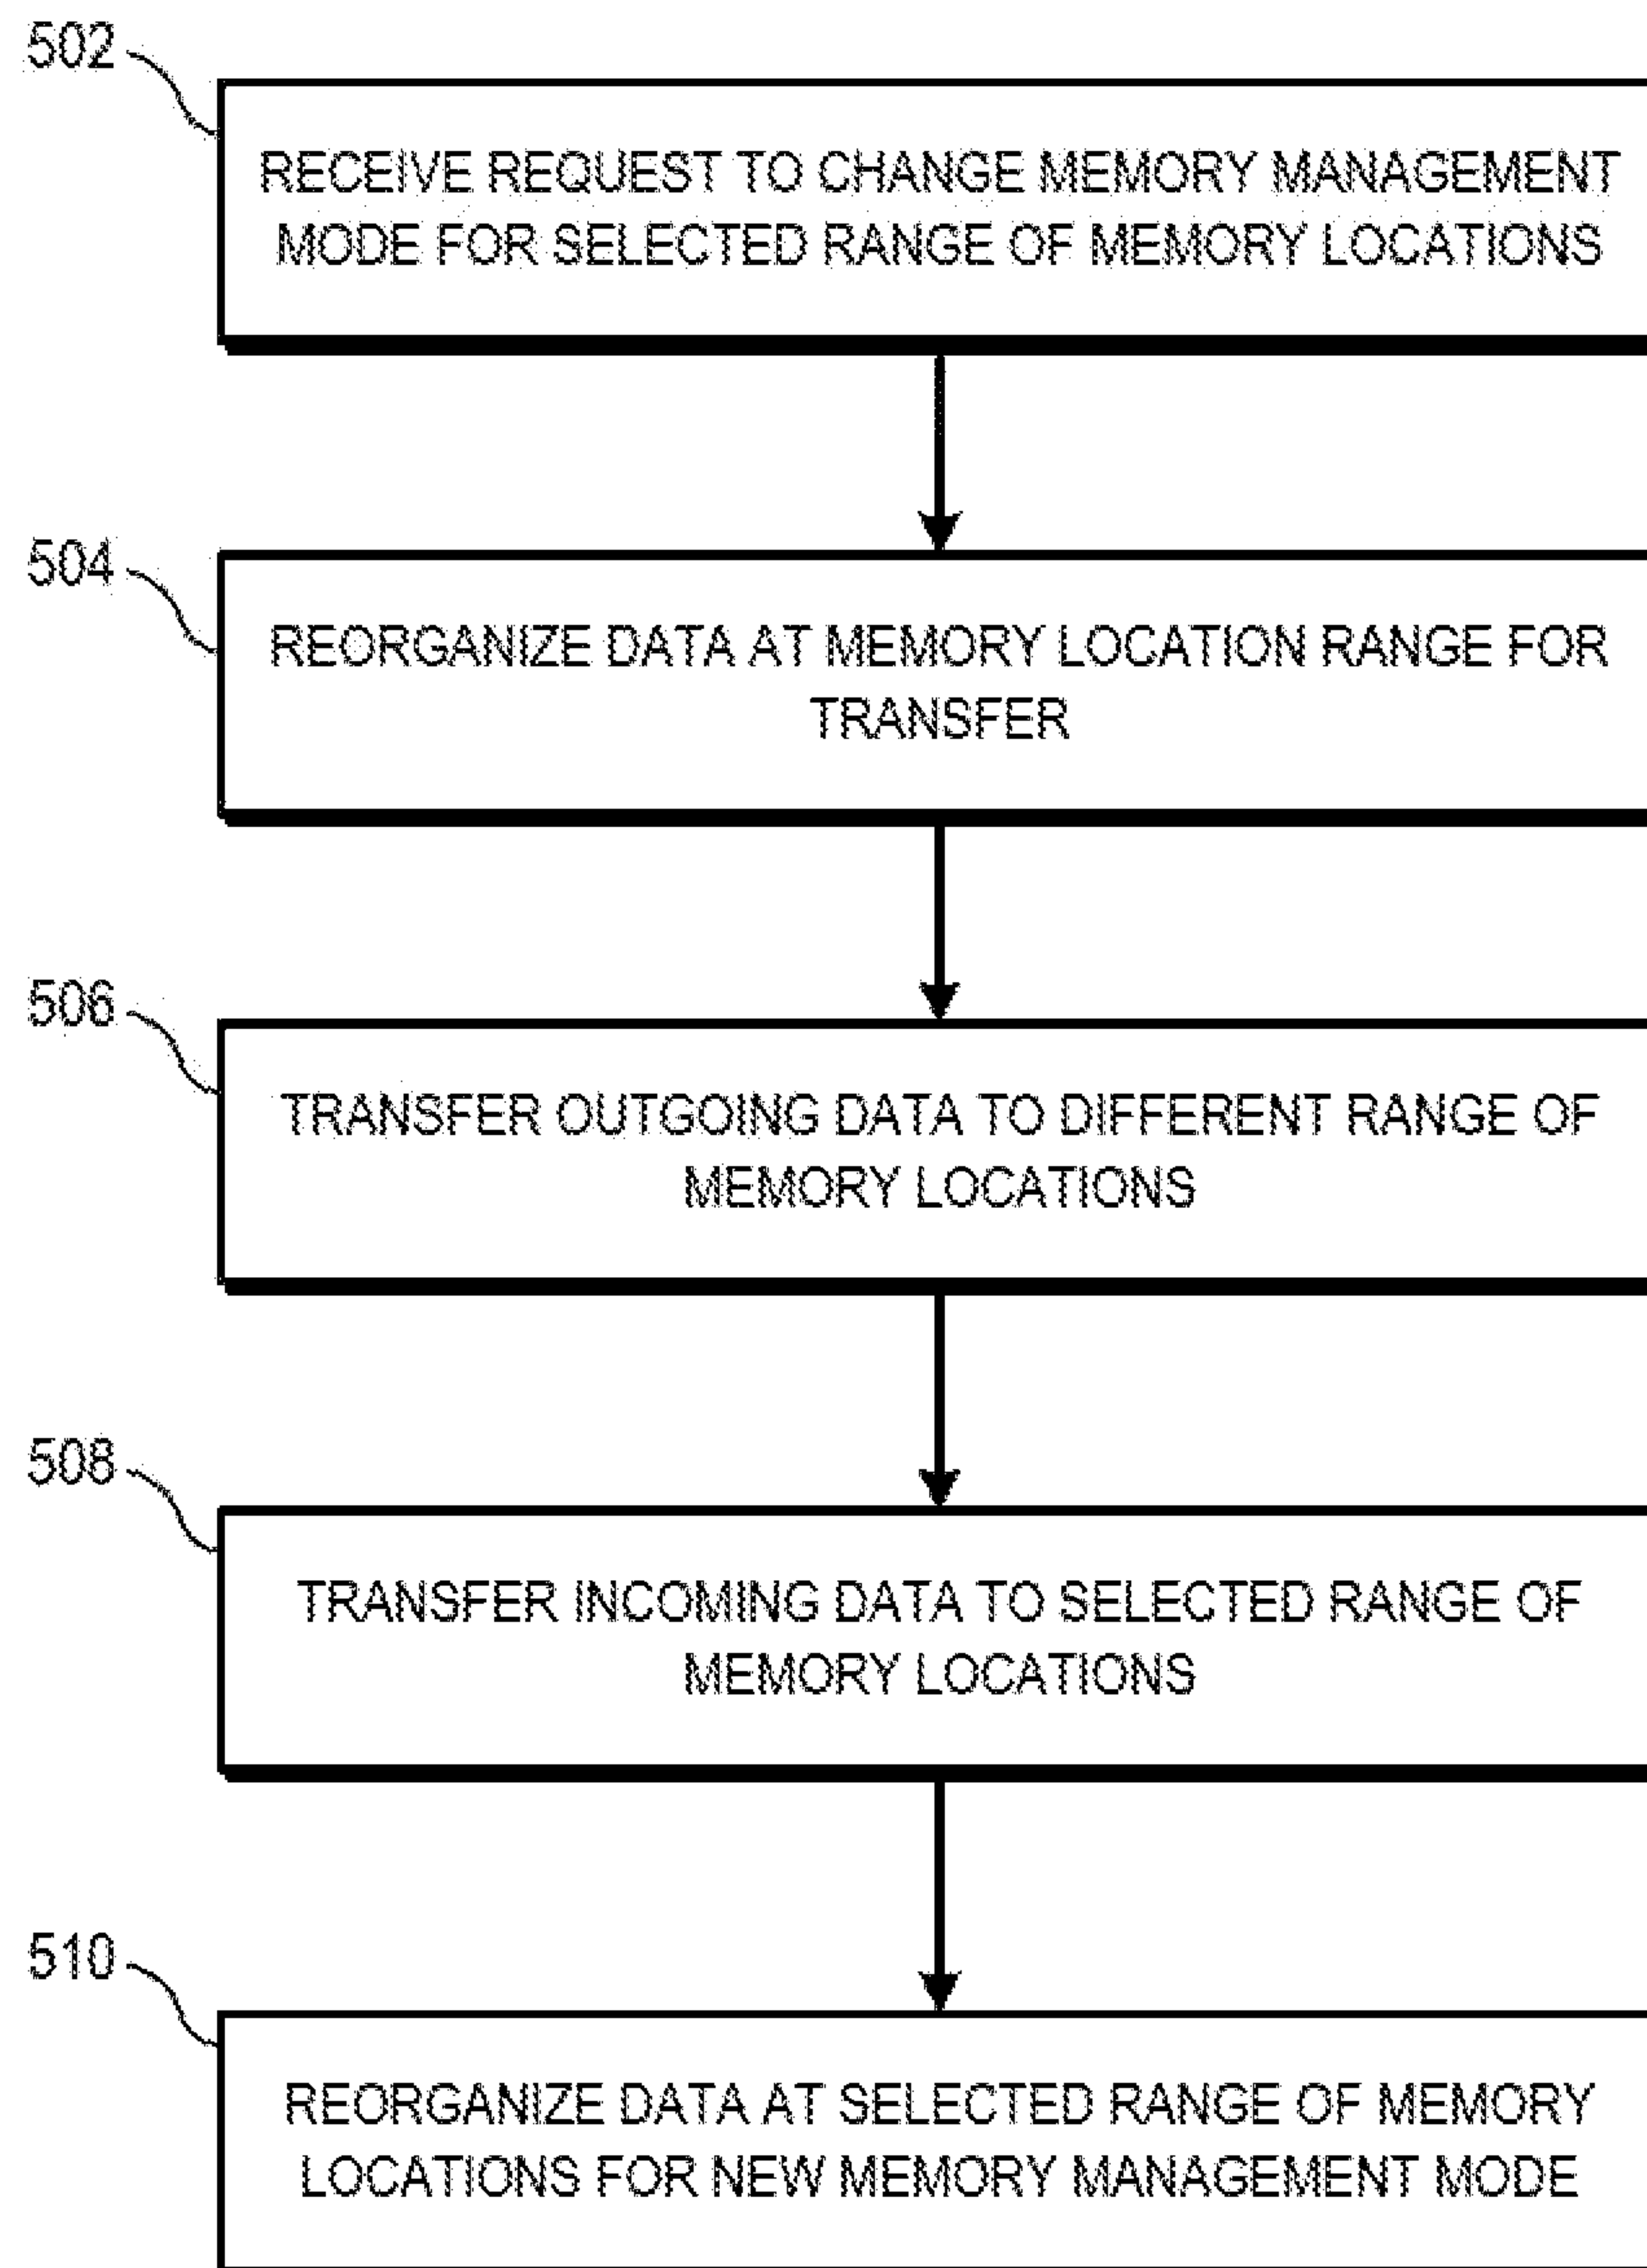 502
RECEIVE REQUEST TO CHANGE MEMORY MANAGEMENT
MODE FOR SELECTED RANGE OF MEMORY LOCATIONS
504
REORGANIZE DATA AT MEMORY LOCATION RANGE FOR
TRANSFER
506
TRANSFER OUTGOING DATA TO DIFFERENT RANGE OF
MEMORY LOCATIONS
508
TRANSFER INCOMING DATA TO SELECTED RANGE OF
MEMORY LOCATIONS
510
REORGANIZE DATA AT SELECTED RANGE OF MEMORY
LOCATIONS FOR NEW MEMORY MANAGEMENT MODE